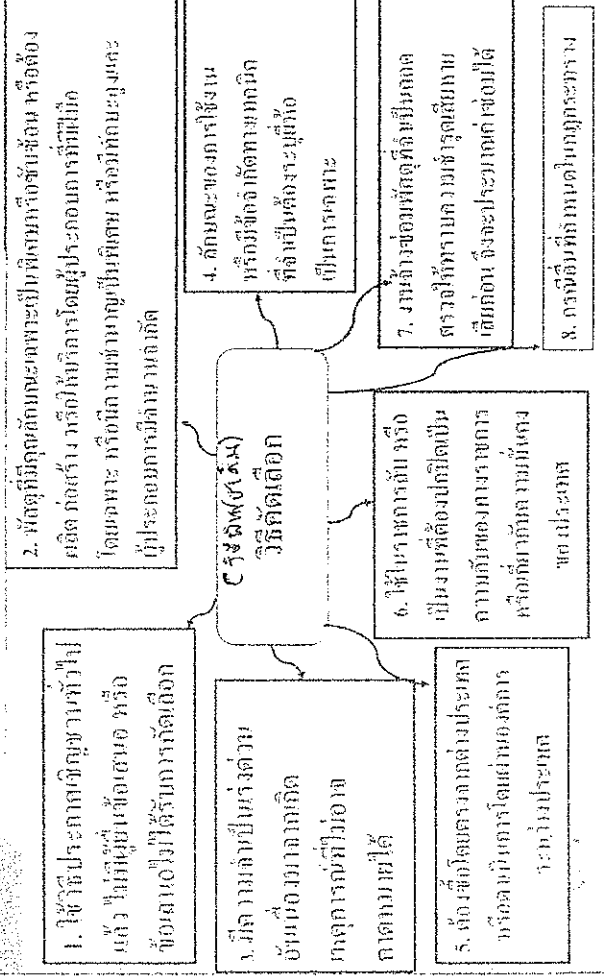 (วิธีพิเศษเดิม)
วิธีคัดเลือก
1. ใช้วิธีประกาศเชิญชวนทั่วไป
แล้ว ไม่มีผู้ยื่นข้อเสนอ หรือ
ข้อเสนอไม่ได้รับการคัดเลือก
2. พัสดุที่มีคุณลักษณะเฉพาะเป็นพิเศษหรือซับซ้อน หรือต้อง
ผลิต ก่อสร้าง หรือให้บริการโดยผู้ประกอบการที่มีฝีมือ
โดยเฉพาะ หรือมีความชำนาญเป็นพิเศษ หรือมีทักษะสูงและ
ผู้ประกอบการมีจำนวนจำกัด
3. มีความจำเป็นเร่งด่วน
อันเนื่องมาจากเกิด
เหตุการณ์ที่ไม่อาจ
คาดหมายได้
4. ลักษณะของการใช้งาน
หรือมีข้อจำกัดทางเทคนิค
ที่จำเป็นต้องระบุยี่ห้อ
เป็นการเฉพาะ
5. ต้องซื้อโดยตรงจากต่างประเทศ
หรือดำเนินการโดยผ่านองค์การ
ระหว่างประเทศ
6. ใช้ในราชการลับ หรือ
เป็นงานที่ต้องปกปิดเป็น
ความลับของทางราชการ
หรือเกี่ยวกับความมั่นคง
ของประเทศ
7. งานจ้างซ่อมพัสดุที่จำเป็นถอด
ตรวจให้ทราบความชำรุดเสียหาย
เสียก่อน จึงจะประมาณค่าซ่อมได้
8. กรณีอื่นที่กำหนดในกฎกระทรวง